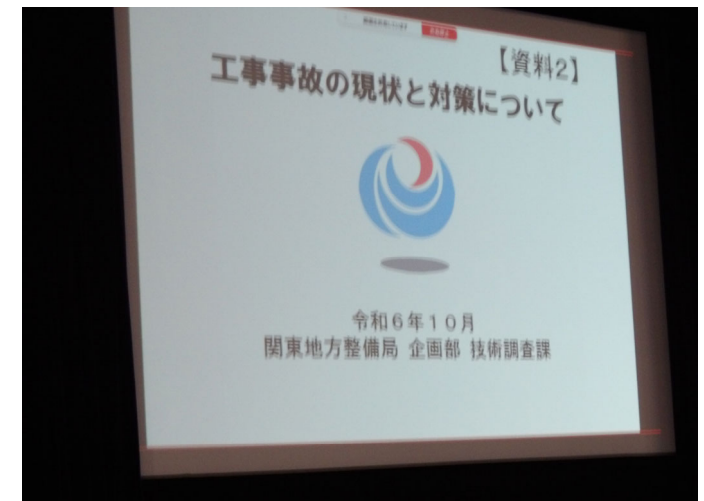 【資料2】
工事事故の現状と対策について
令和6年10月
関東地方整備局 企画部 技術調査課